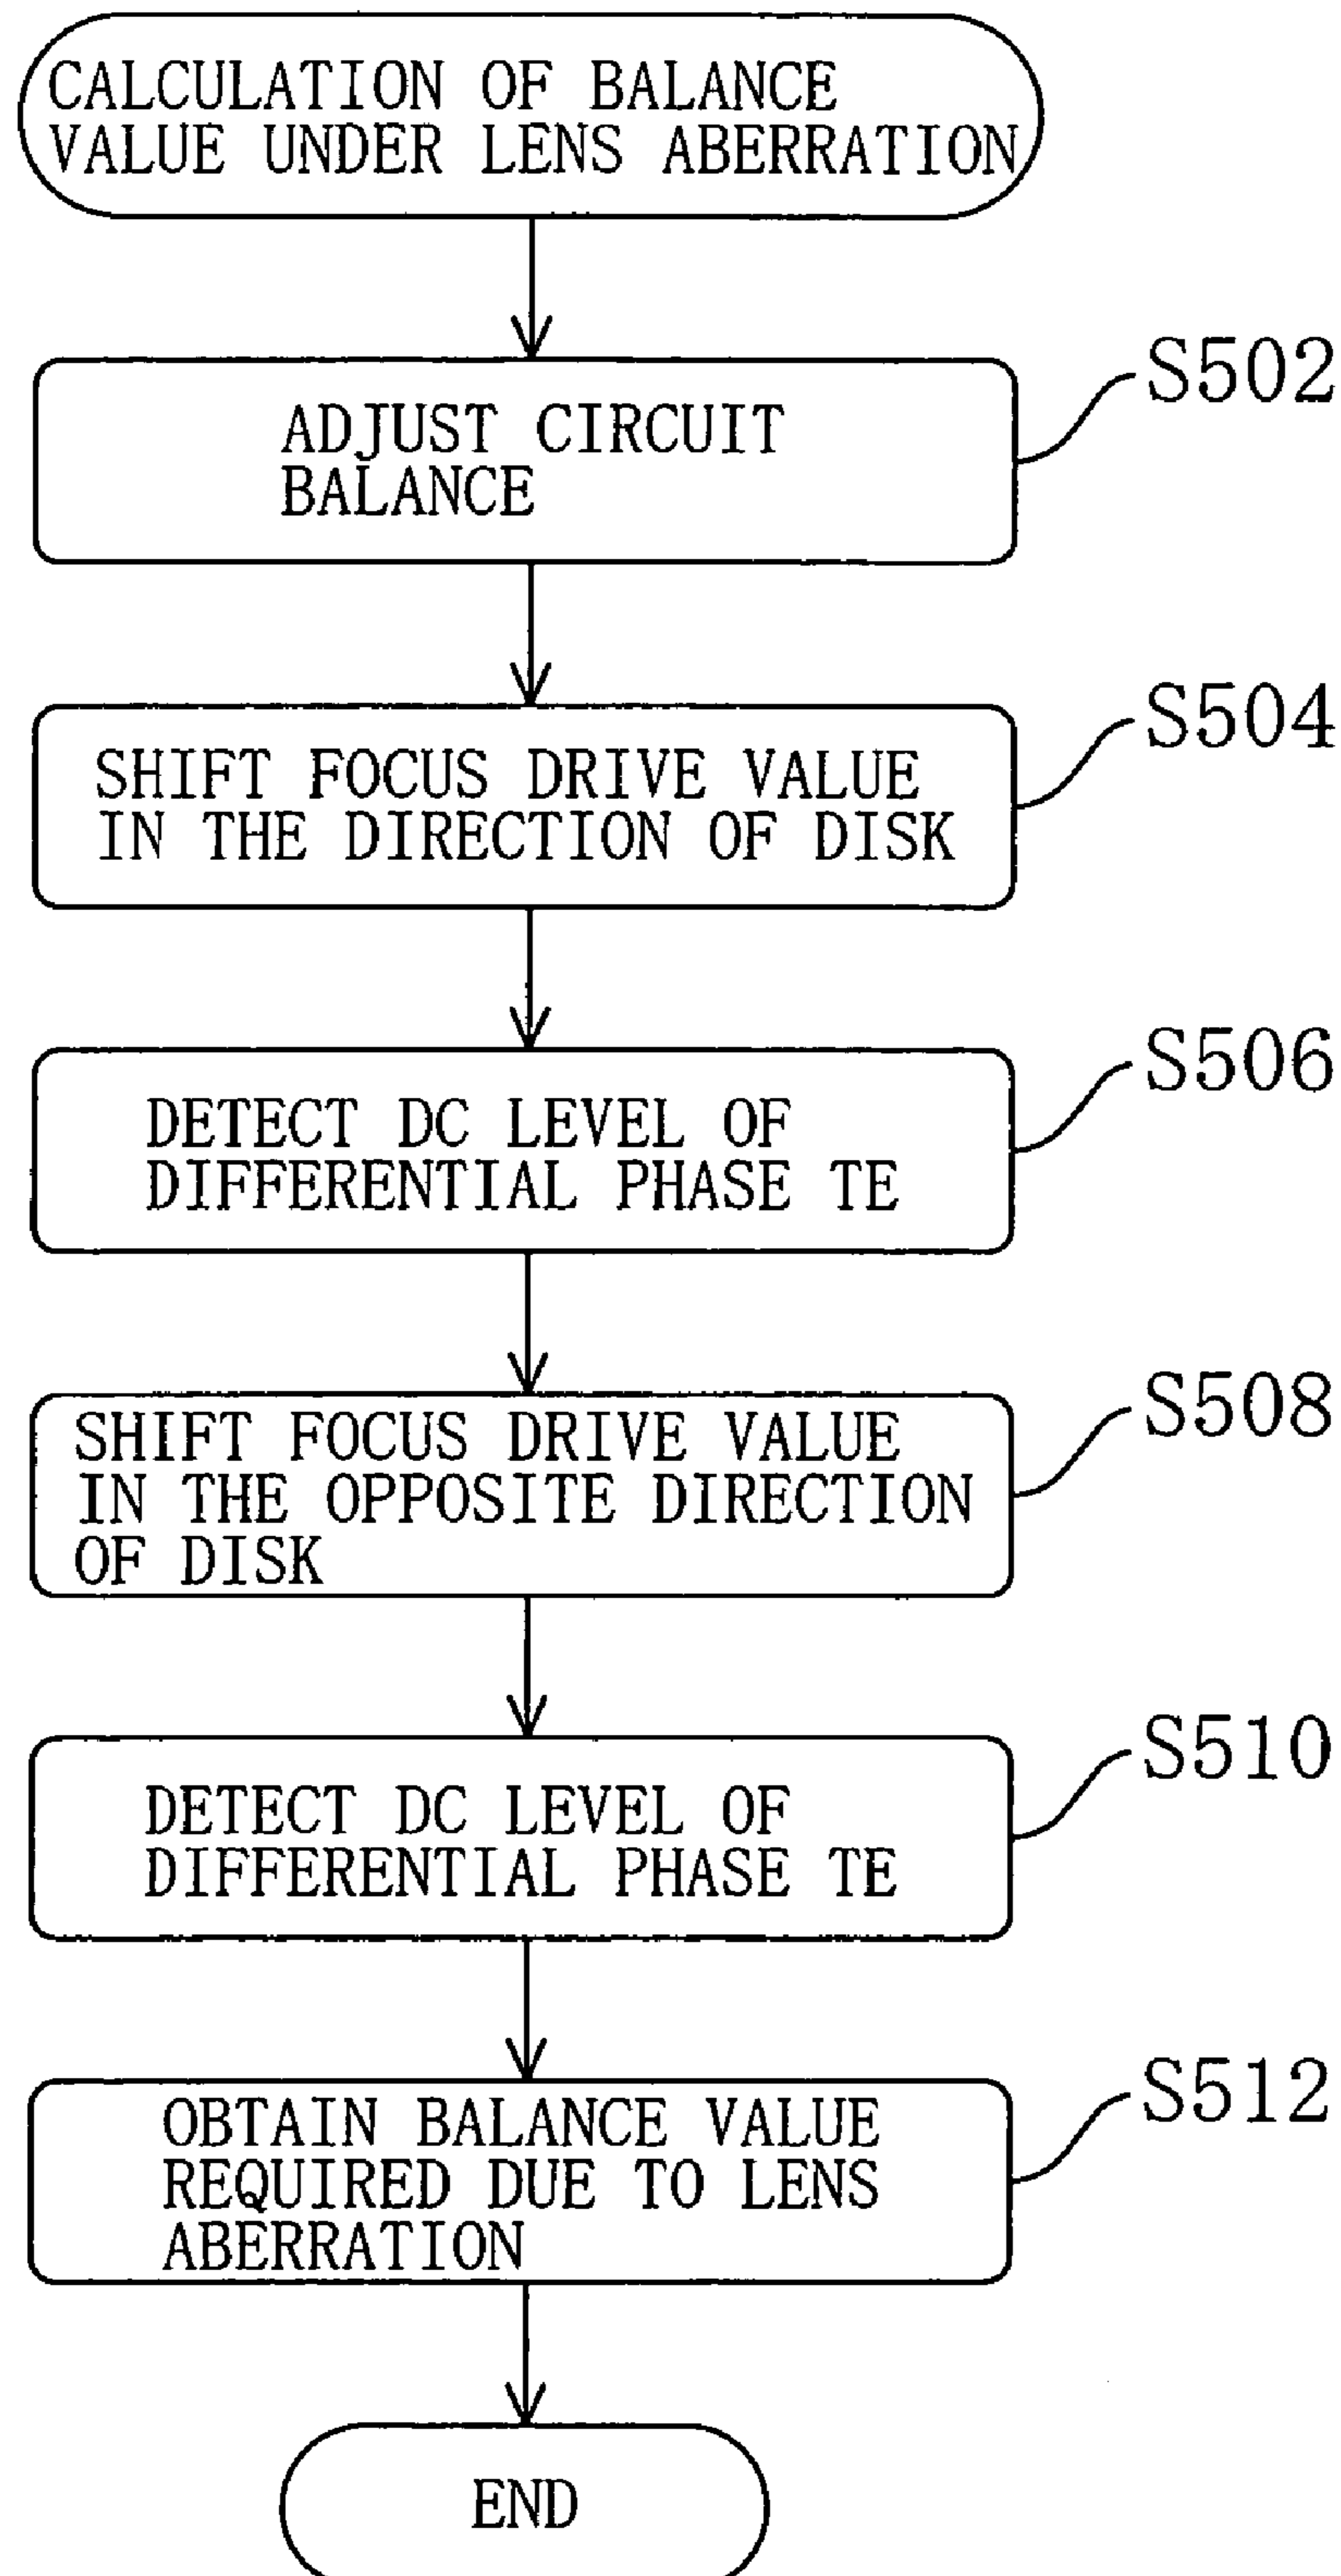 CALCULATION OF BALANCE
VALUE UNDER LENS ABERRATION
S502
ADJUST CIRCUIT
BALANCE
S504
SHIFT FOCUS DRIVE VALUE
IN THE DIRECTION OF DISK
S506
DETECT DC LEVEL OF
DIFFERENTIAL PHASE TE
S508
SHIFT FOCUS DRIVE VALUE
IN THE OPPOSITE DIRECTION
OF DISK
S510
DETECT DC LEVEL OF
DIFFERENTIAL PHASE TE
S512
OBTAIN BALANCE VALUE
REQUIRED DUE TO LENS
ABERRATION
END